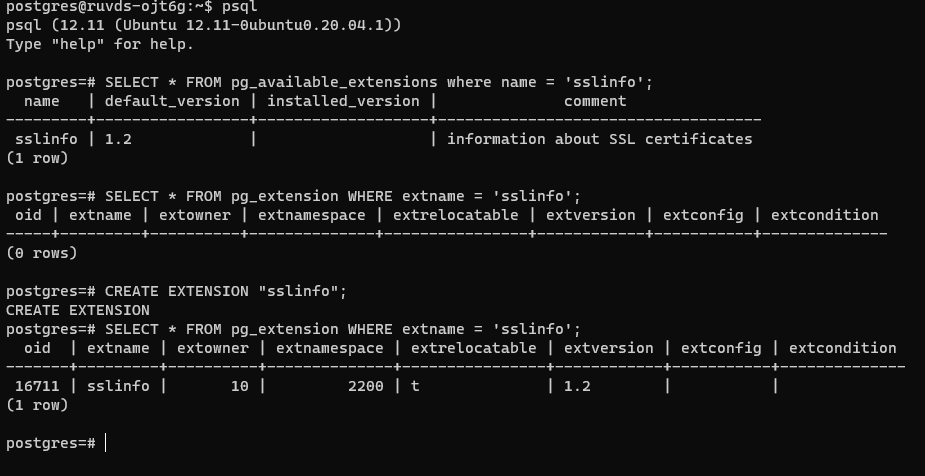 postgres@ruvds-ojt6g:~$ psql
psql (12.11 (Ubuntu 12.11-0ubuntu0.20.04.1))
Type "help" for help.
postgres=# SELECT * FROM pg_available_extensions where name = 'sslinfo';
  name   | default_version | installed_version |              comment
---------+-----------------+-------------------+------------------------------------
 sslinfo | 1.2             |                   | information about SSL certificates
(1 row)
postgres=# SELECT * FROM pg_extension WHERE extname = 'sslinfo';
 oid | extname | extowner | extnamespace | extrelocatable | extversion | extconfig | extcondition
-----+---------+----------+--------------+----------------+------------+-----------+--------------
(0 rows)
postgres=# CREATE EXTENSION "sslinfo";
CREATE EXTENSION
postgres=# SELECT * FROM pg_extension WHERE extname = 'sslinfo';
  oid  | extname | extowner | extnamespace | extrelocatable | extversion | extconfig | extcondition
-------+---------+----------+--------------+----------------+------------+-----------+--------------
 16711 | sslinfo |       10 |         2200 | t              | 1.2        |           |
(1 row)
postgres=#